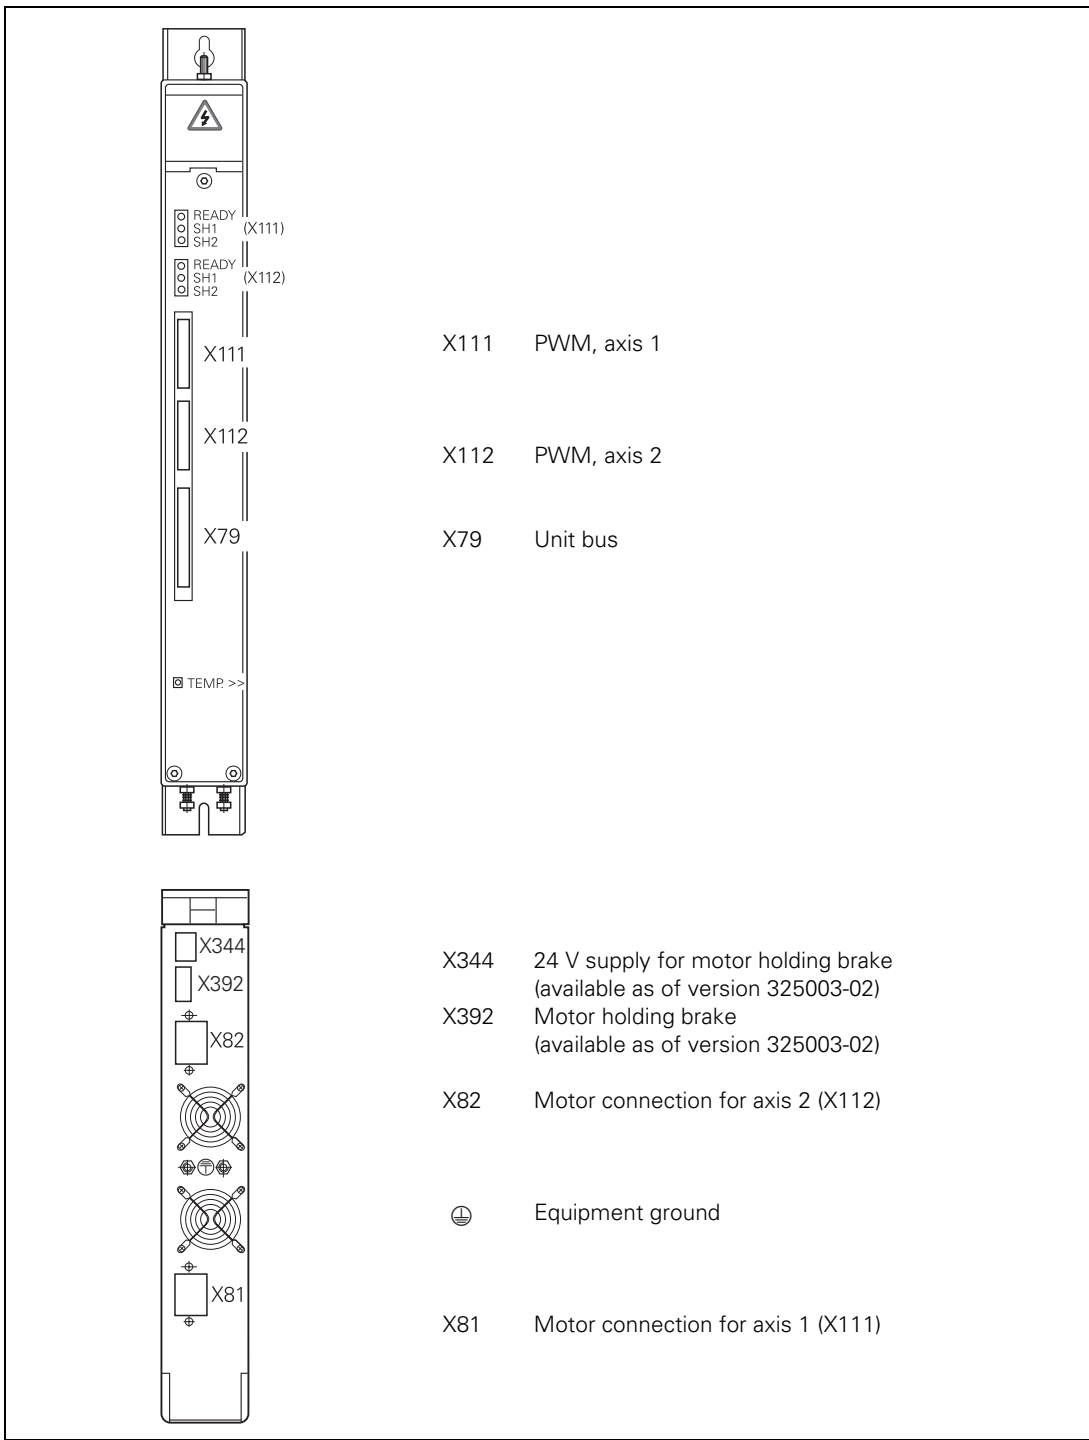 READY
SH1 (X111)
SH2
READY
SH1 (X112)
SH2
X111
X112
X79
TEMP. >>
X111 PWM, axis 1
X112 PWM, axis 2
X79 Unit bus
X344
X392
X82
X81
X344 24 V supply for motor holding brake
(available as of version 325003-02)
X392 Motor holding brake
(available as of version 325003-02)
X82 Motor connection for axis 2 (X112)
Equipment ground
X81 Motor connection for axis 1 (X111)